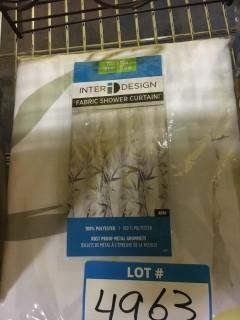 INTER DESIGN
FABRIC SHOWER CURTAIN
100% POLYESTER / 100 % POLYESTER
RUST PROOF METAL GROMMETS
ŒILLETS DE MÉTAL À L'ÉPREUVE DE LA ROUILLE
LOT #
4963